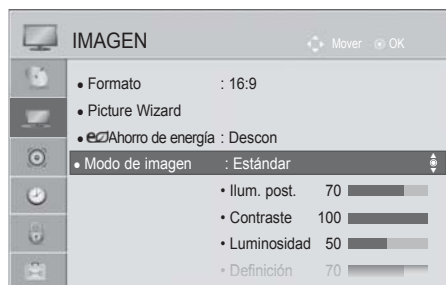 IMAGEN
Mover OK
• Formato : 16:9
• Picture Wizard
• eco Ahorro de energía : Descon
• Modo de imagen : Estándar
• Ilum. post. 70
• Contraste 100
• Luminosidad 50
• Definición 70